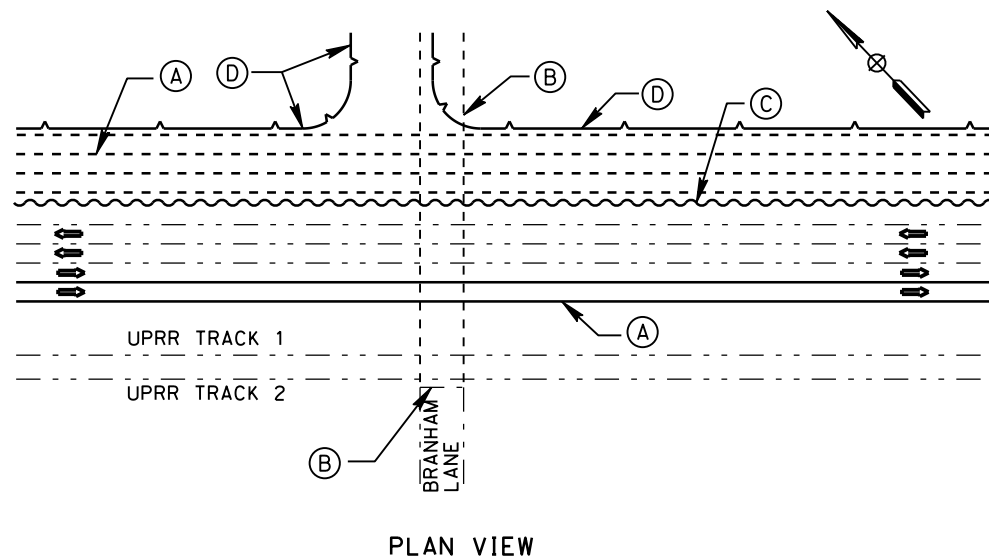 A
D
B
D
C
UPRR TRACK 1
A
UPRR TRACK 2
B
BRANHAM
LANE
PLAN VIEW